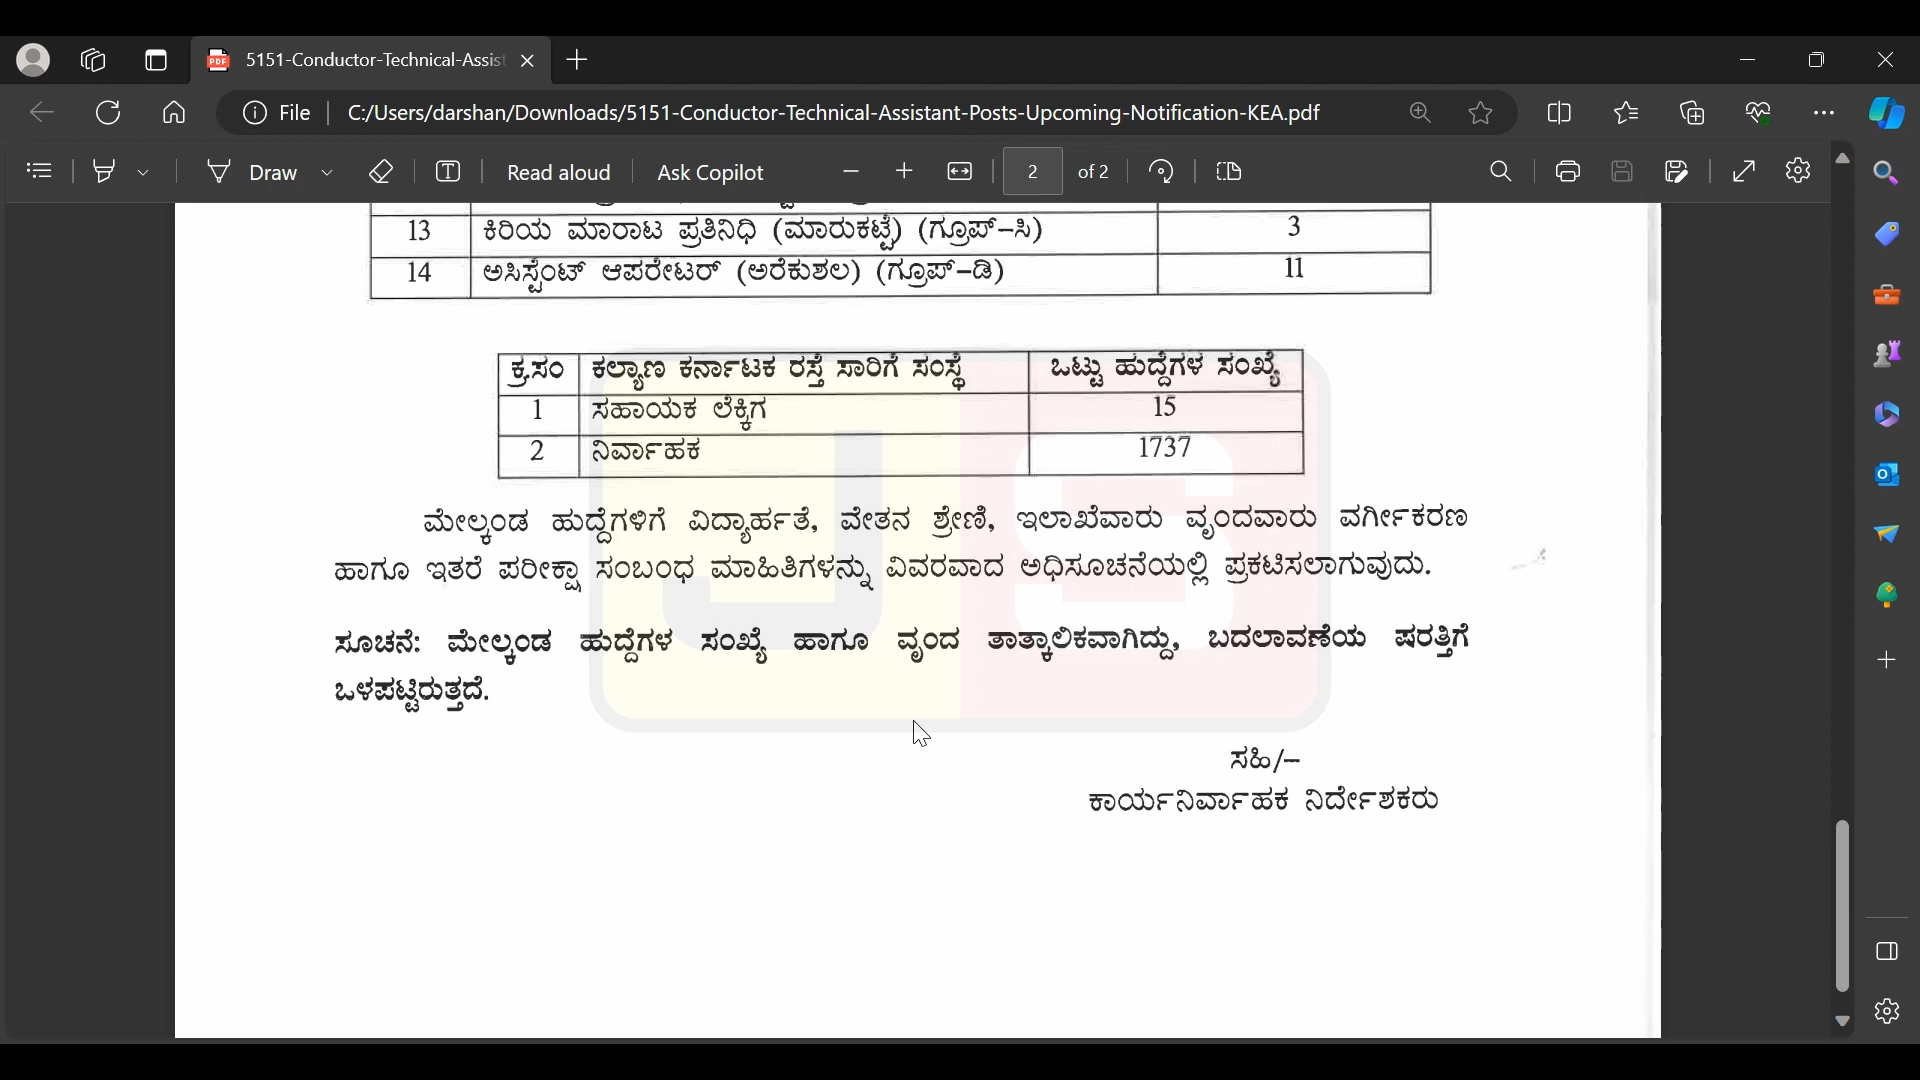 5151-Conductor-Technical-Assis
File C:/Users/darshan/Downloads/5151-Conductor-Technical-Assistant-Posts-Upcoming-Notification-KEA.pdf
Draw Read aloud Ask Copilot 2 of 2
13 ಕಿರಿಯ ಮಾರಾಟ ಪ್ರತಿನಿಧಿ (ಮಾರುಕಟ್ಟೆ) (ಗ್ರೂಪ್-ಸಿ) 3
14 ಅಸಿಸ್ಟೆಂಟ್ ಆಪರೇಟರ್ (ಅರೆಕುಶಲ) (ಗ್ರೂಪ್-ಡಿ) 11
ಕ್ರ.ಸಂ ಕಲ್ಯಾಣ ಕರ್ನಾಟಕ ರಸ್ತೆ ಸಾರಿಗೆ ಸಂಸ್ಥೆ ಒಟ್ಟು ಹುದ್ದೆಗಳ ಸಂಖ್ಯೆ
1 ಸಹಾಯಕ ಲೆಕ್ಕಿಗ 15
2 ನಿರ್ವಾಹಕ 1737
ಮೇಲ್ಕಂಡ ಹುದ್ದೆಗಳಿಗೆ ವಿದ್ಯಾರ್ಹತೆ, ವೇತನ ಶ್ರೇಣಿ, ಇಲಾಖೆವಾರು ವೃಂದವಾರು ವರ್ಗೀಕರಣ
ಹಾಗೂ ಇತರೆ ಪರೀಕ್ಷಾ ಸಂಬಂಧ ಮಾಹಿತಿಗಳನ್ನು ವಿವರವಾದ ಅಧಿಸೂಚನೆಯಲ್ಲಿ ಪ್ರಕಟಿಸಲಾಗುವುದು.
ಸೂಚನೆ: ಮೇಲ್ಕಂಡ ಹುದ್ದೆಗಳ ಸಂಖ್ಯೆ ಹಾಗೂ ವೃಂದ ತಾತ್ಕಾಲಿಕವಾಗಿದ್ದು, ಬದಲಾವಣೆಯ ಷರತ್ತಿಗೆ
ಒಳಪಟ್ಟಿರುತ್ತದೆ.
ಸಹಿ/-
ಕಾರ್ಯನಿರ್ವಾಹಕ ನಿರ್ದೇಶಕರು
JS